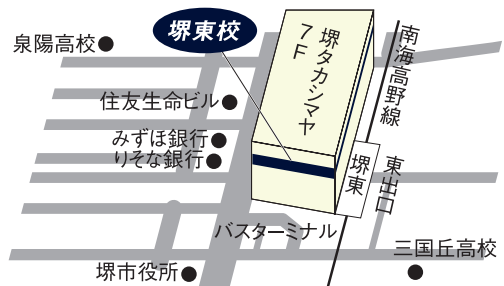 堺東校
泉陽高校
堺タカシマヤ
7F
南海高野線
住友生命ビル
みずほ銀行
りそな銀行
堺東
東出口
バスターミナル
三国丘高校
堺市役所